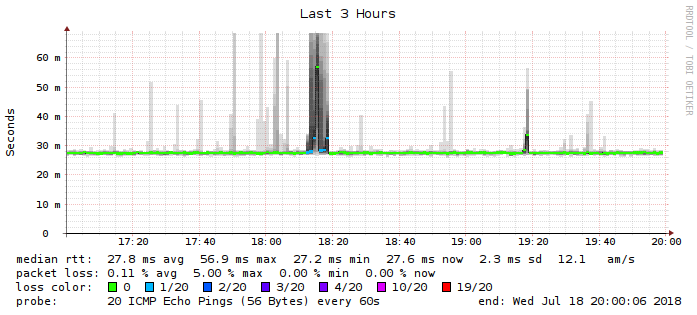 Last 3 Hours
RRDTOOL / TOBI OETIKER
Seconds
60 m
50 m
40 m
30 m
20 m
10 m
0
17:20 17:40 18:00 18:20 18:40 19:00 19:20 19:40 20:00
median rtt: 27.8 ms avg 56.9 ms max 27.2 ms min 27.6 ms now 2.3 ms sd 12.1 am/s
packet loss: 0.11 % avg 5.00 % max 0.00 % min 0.00 % now
loss color: 0 1/20 2/20 3/20 4/20 10/20 19/20
probe: 20 ICMP Echo Pings (56 Bytes) every 60s end: Wed Jul 18 20:00:06 2018